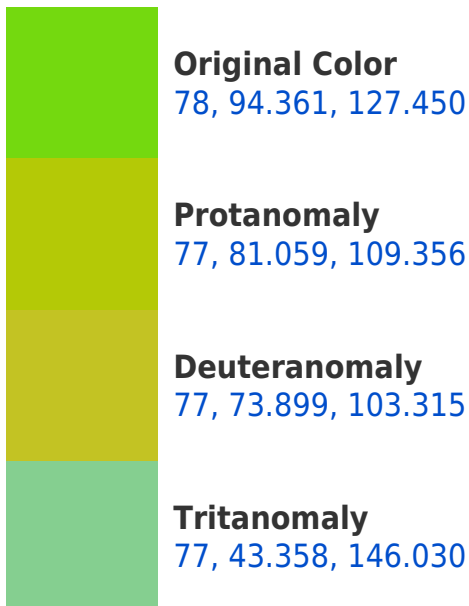 Original Color
78, 94.361, 127.450
Protanomaly
77, 81.059, 109.356
Deuteranomaly
77, 73.899, 103.315
Tritanomaly
77, 43.358, 146.030